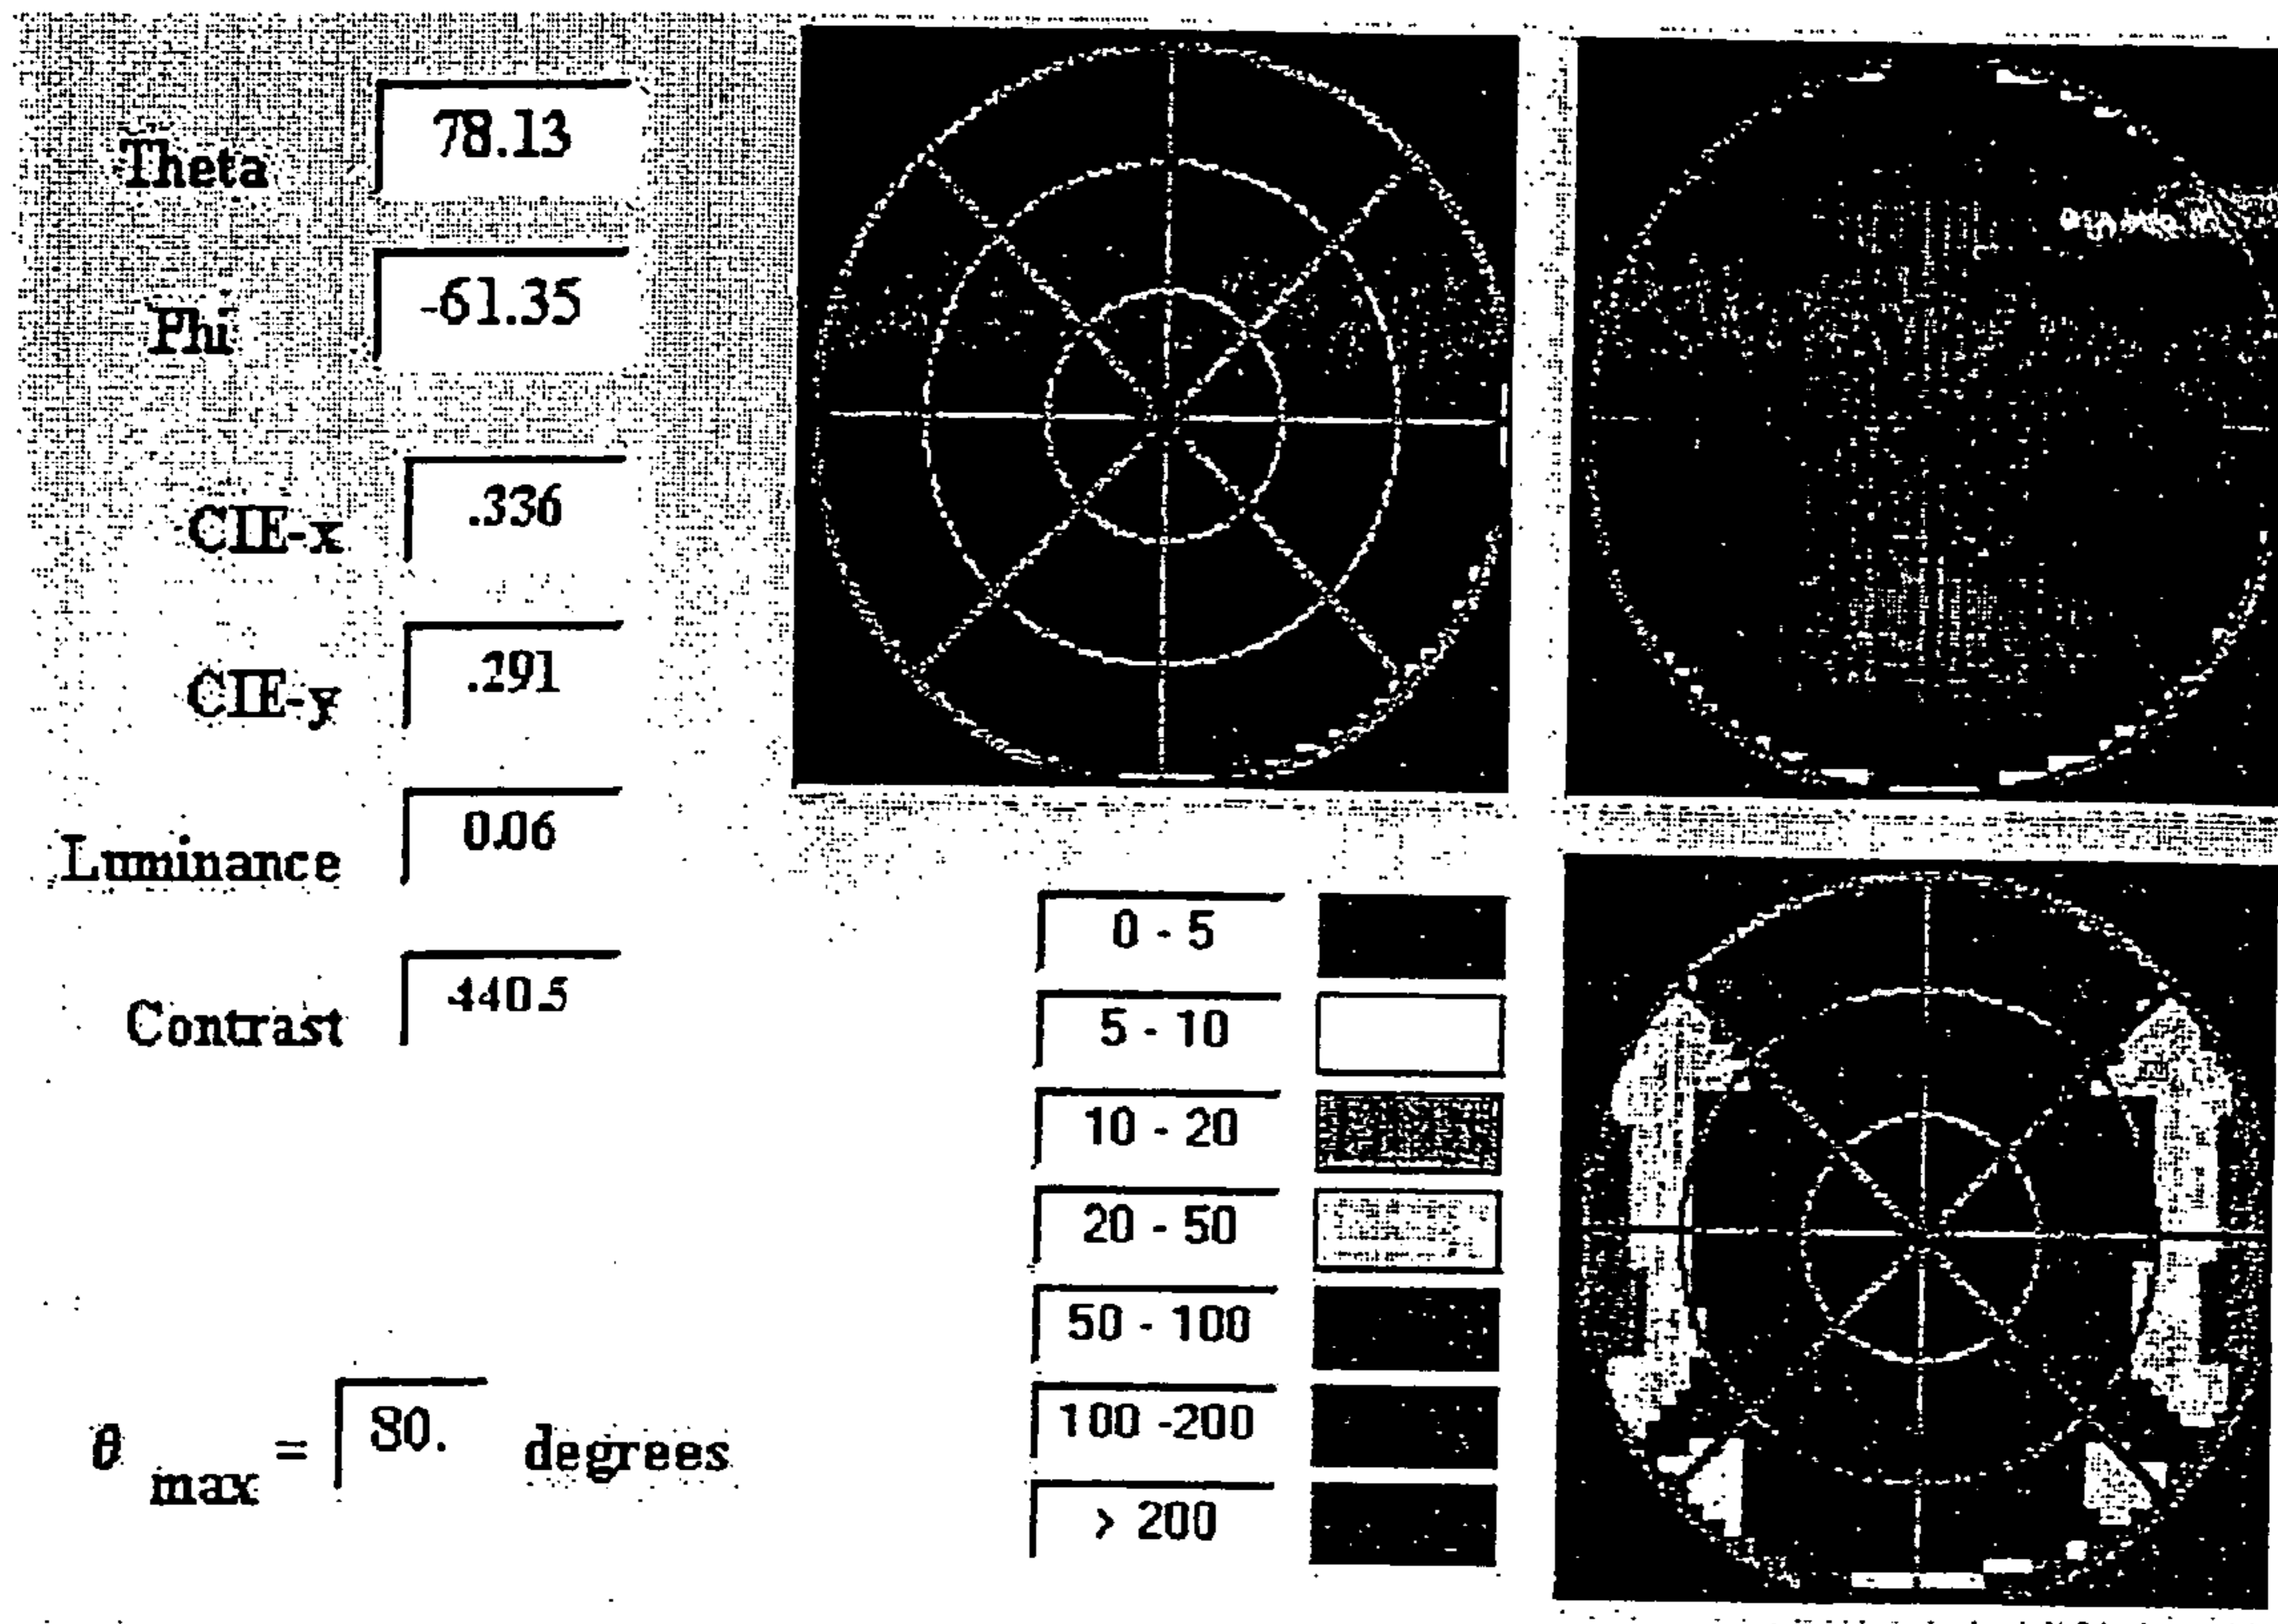 Theta 78.13
Phi -61.35
CIE-x .336
CIE-y .291
Luminance 0.06
Contrast 440.5
θ max = 80. degrees
0 - 5
5 - 10
10 - 20
20 - 50
50 - 100
100 -200
> 200